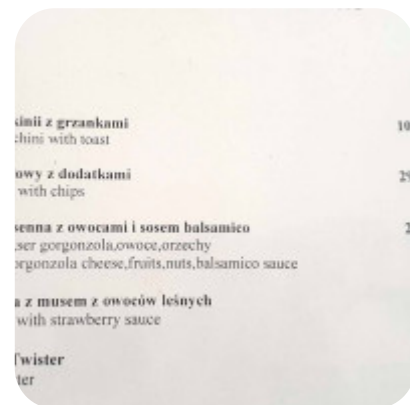 kinii z grzankami 19
chini with toast
owy z dodatkami 29
with chips
senna z owocami i sosem balsamico 2
ser gorgonzola,owoce,orzechy
orgonzola cheese,fruits,nuts,balsamico sauce
a z musem z owoców leśnych
with strawberry sauce
Twister
ter